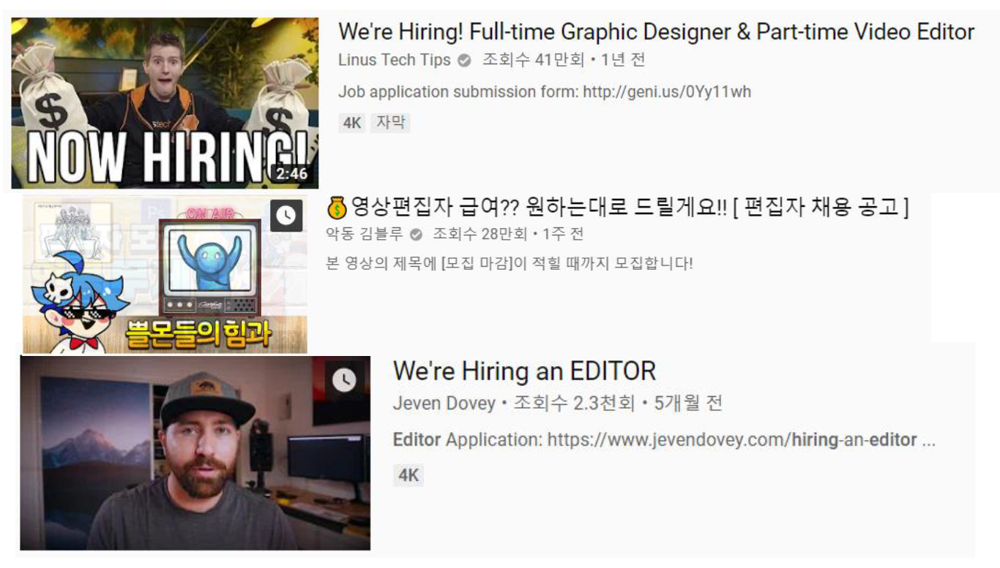 We're Hiring! Full-time Graphic Designer & Part-time Video Editor
Linus Tech Tips 조회수 41만회 • 1년 전
Job application submission form: http://geni.us/0Yy11wh
4K 자막
$ $
NOW HIRING!
2:46
영상편집자 급여?? 원하는대로 드릴게요!! [ 편집자 채용 공고 ]
악동 김블루 조회수 28만회 • 1주 전
본 영상의 제목에 [모집 마감]이 적힐 때까지 모집합니다!
ON AIR
쁠몬들의 힘과
We're Hiring an EDITOR
Jeven Dovey • 조회수 2.3천회 • 5개월 전
Editor Application: https://www.jevendovey.com/hiring-an-editor ...
4K